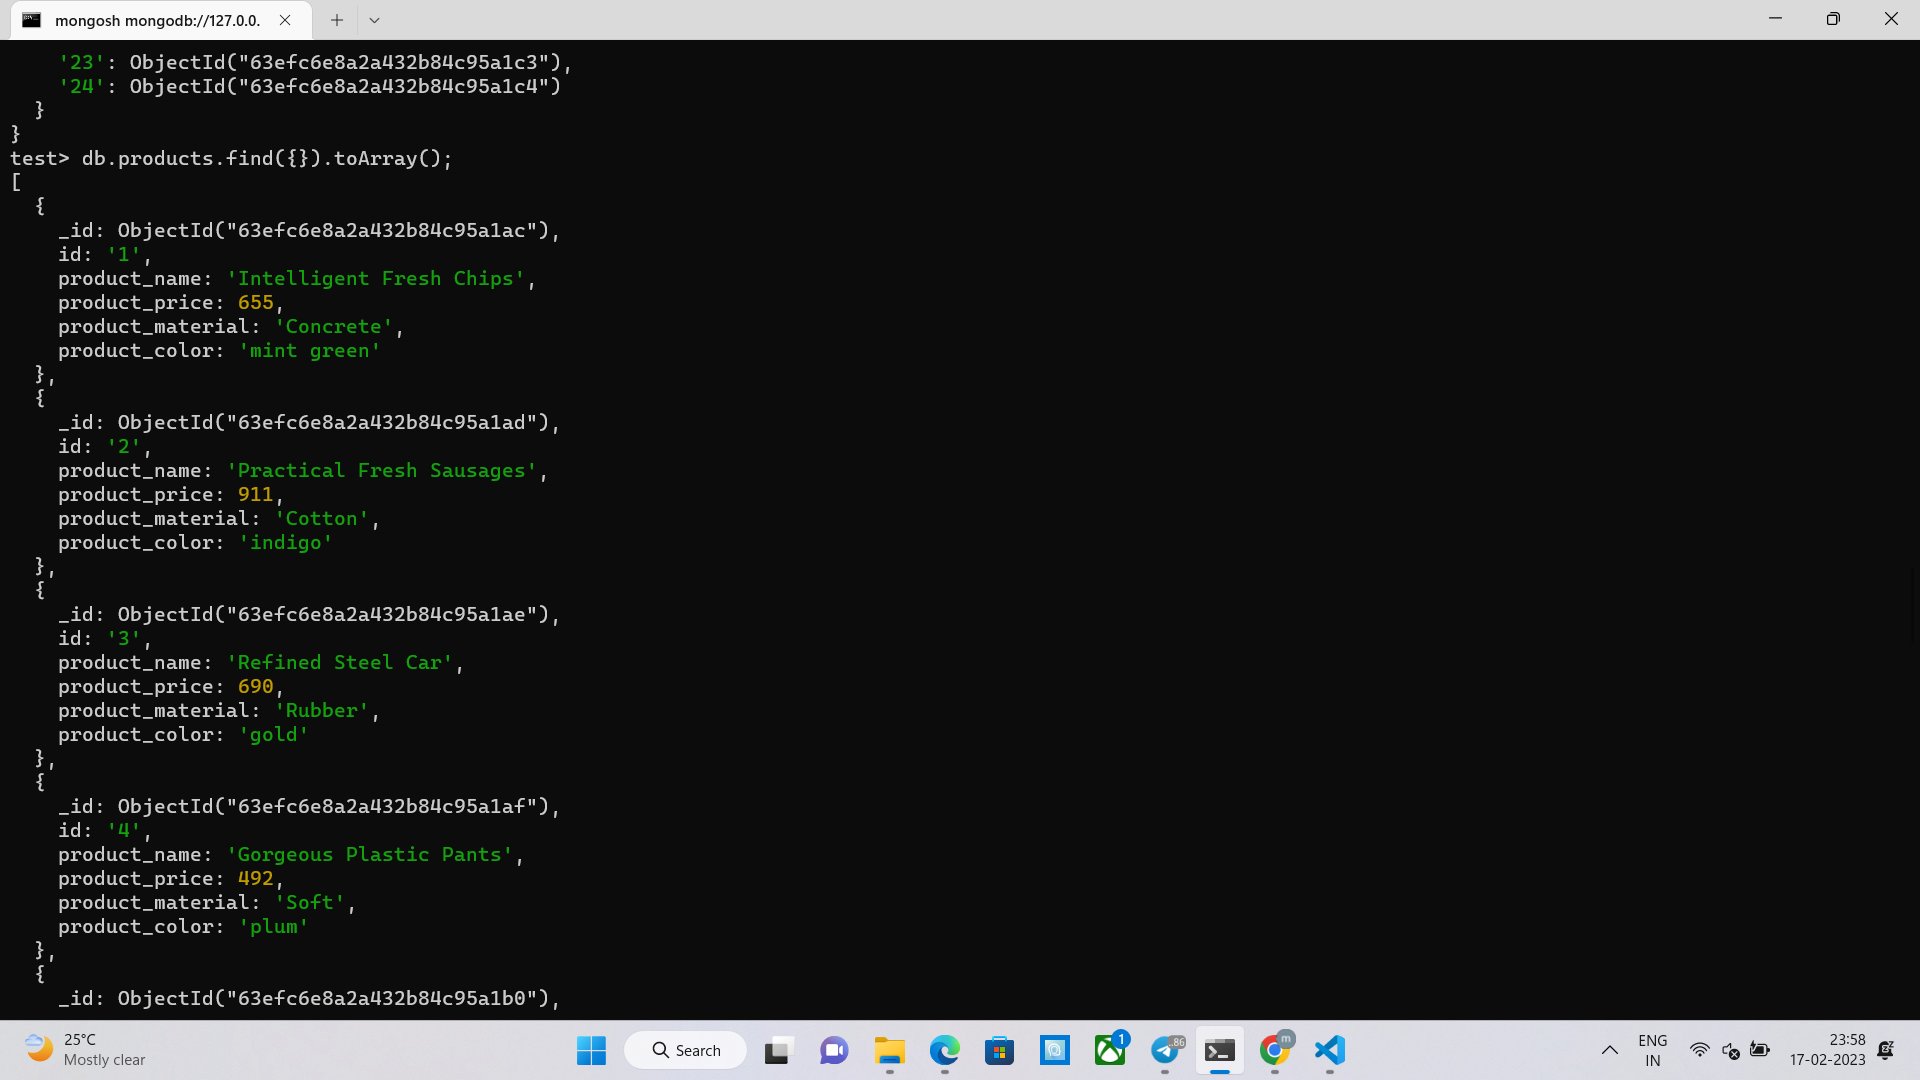 mongosh mongodb://127.0.0.
'23': ObjectId("63efc6e8a2a432b84c95a1c3"),
'24': ObjectId("63efc6e8a2a432b84c95a1c4")
}
}
test> db.products.find({}).toArray();
[
{
_id: ObjectId("63efc6e8a2a432b84c95a1ac"),
id: '1',
product_name: 'Intelligent Fresh Chips',
product_price: 655,
product_material: 'Concrete',
product_color: 'mint green'
},
{
_id: ObjectId("63efc6e8a2a432b84c95a1ad"),
id: '2',
product_name: 'Practical Fresh Sausages',
product_price: 911,
product_material: 'Cotton',
product_color: 'indigo'
},
{
_id: ObjectId("63efc6e8a2a432b84c95a1ae"),
id: '3',
product_name: 'Refined Steel Car',
product_price: 690,
product_material: 'Rubber',
product_color: 'gold'
},
{
_id: ObjectId("63efc6e8a2a432b84c95a1af"),
id: '4',
product_name: 'Gorgeous Plastic Pants',
product_price: 492,
product_material: 'Soft',
product_color: 'plum'
},
{
_id: ObjectId("63efc6e8a2a432b84c95a1b0"),
25°C
Mostly clear
Search
1
..86
m
ENG
IN
23:58
17-02-2023